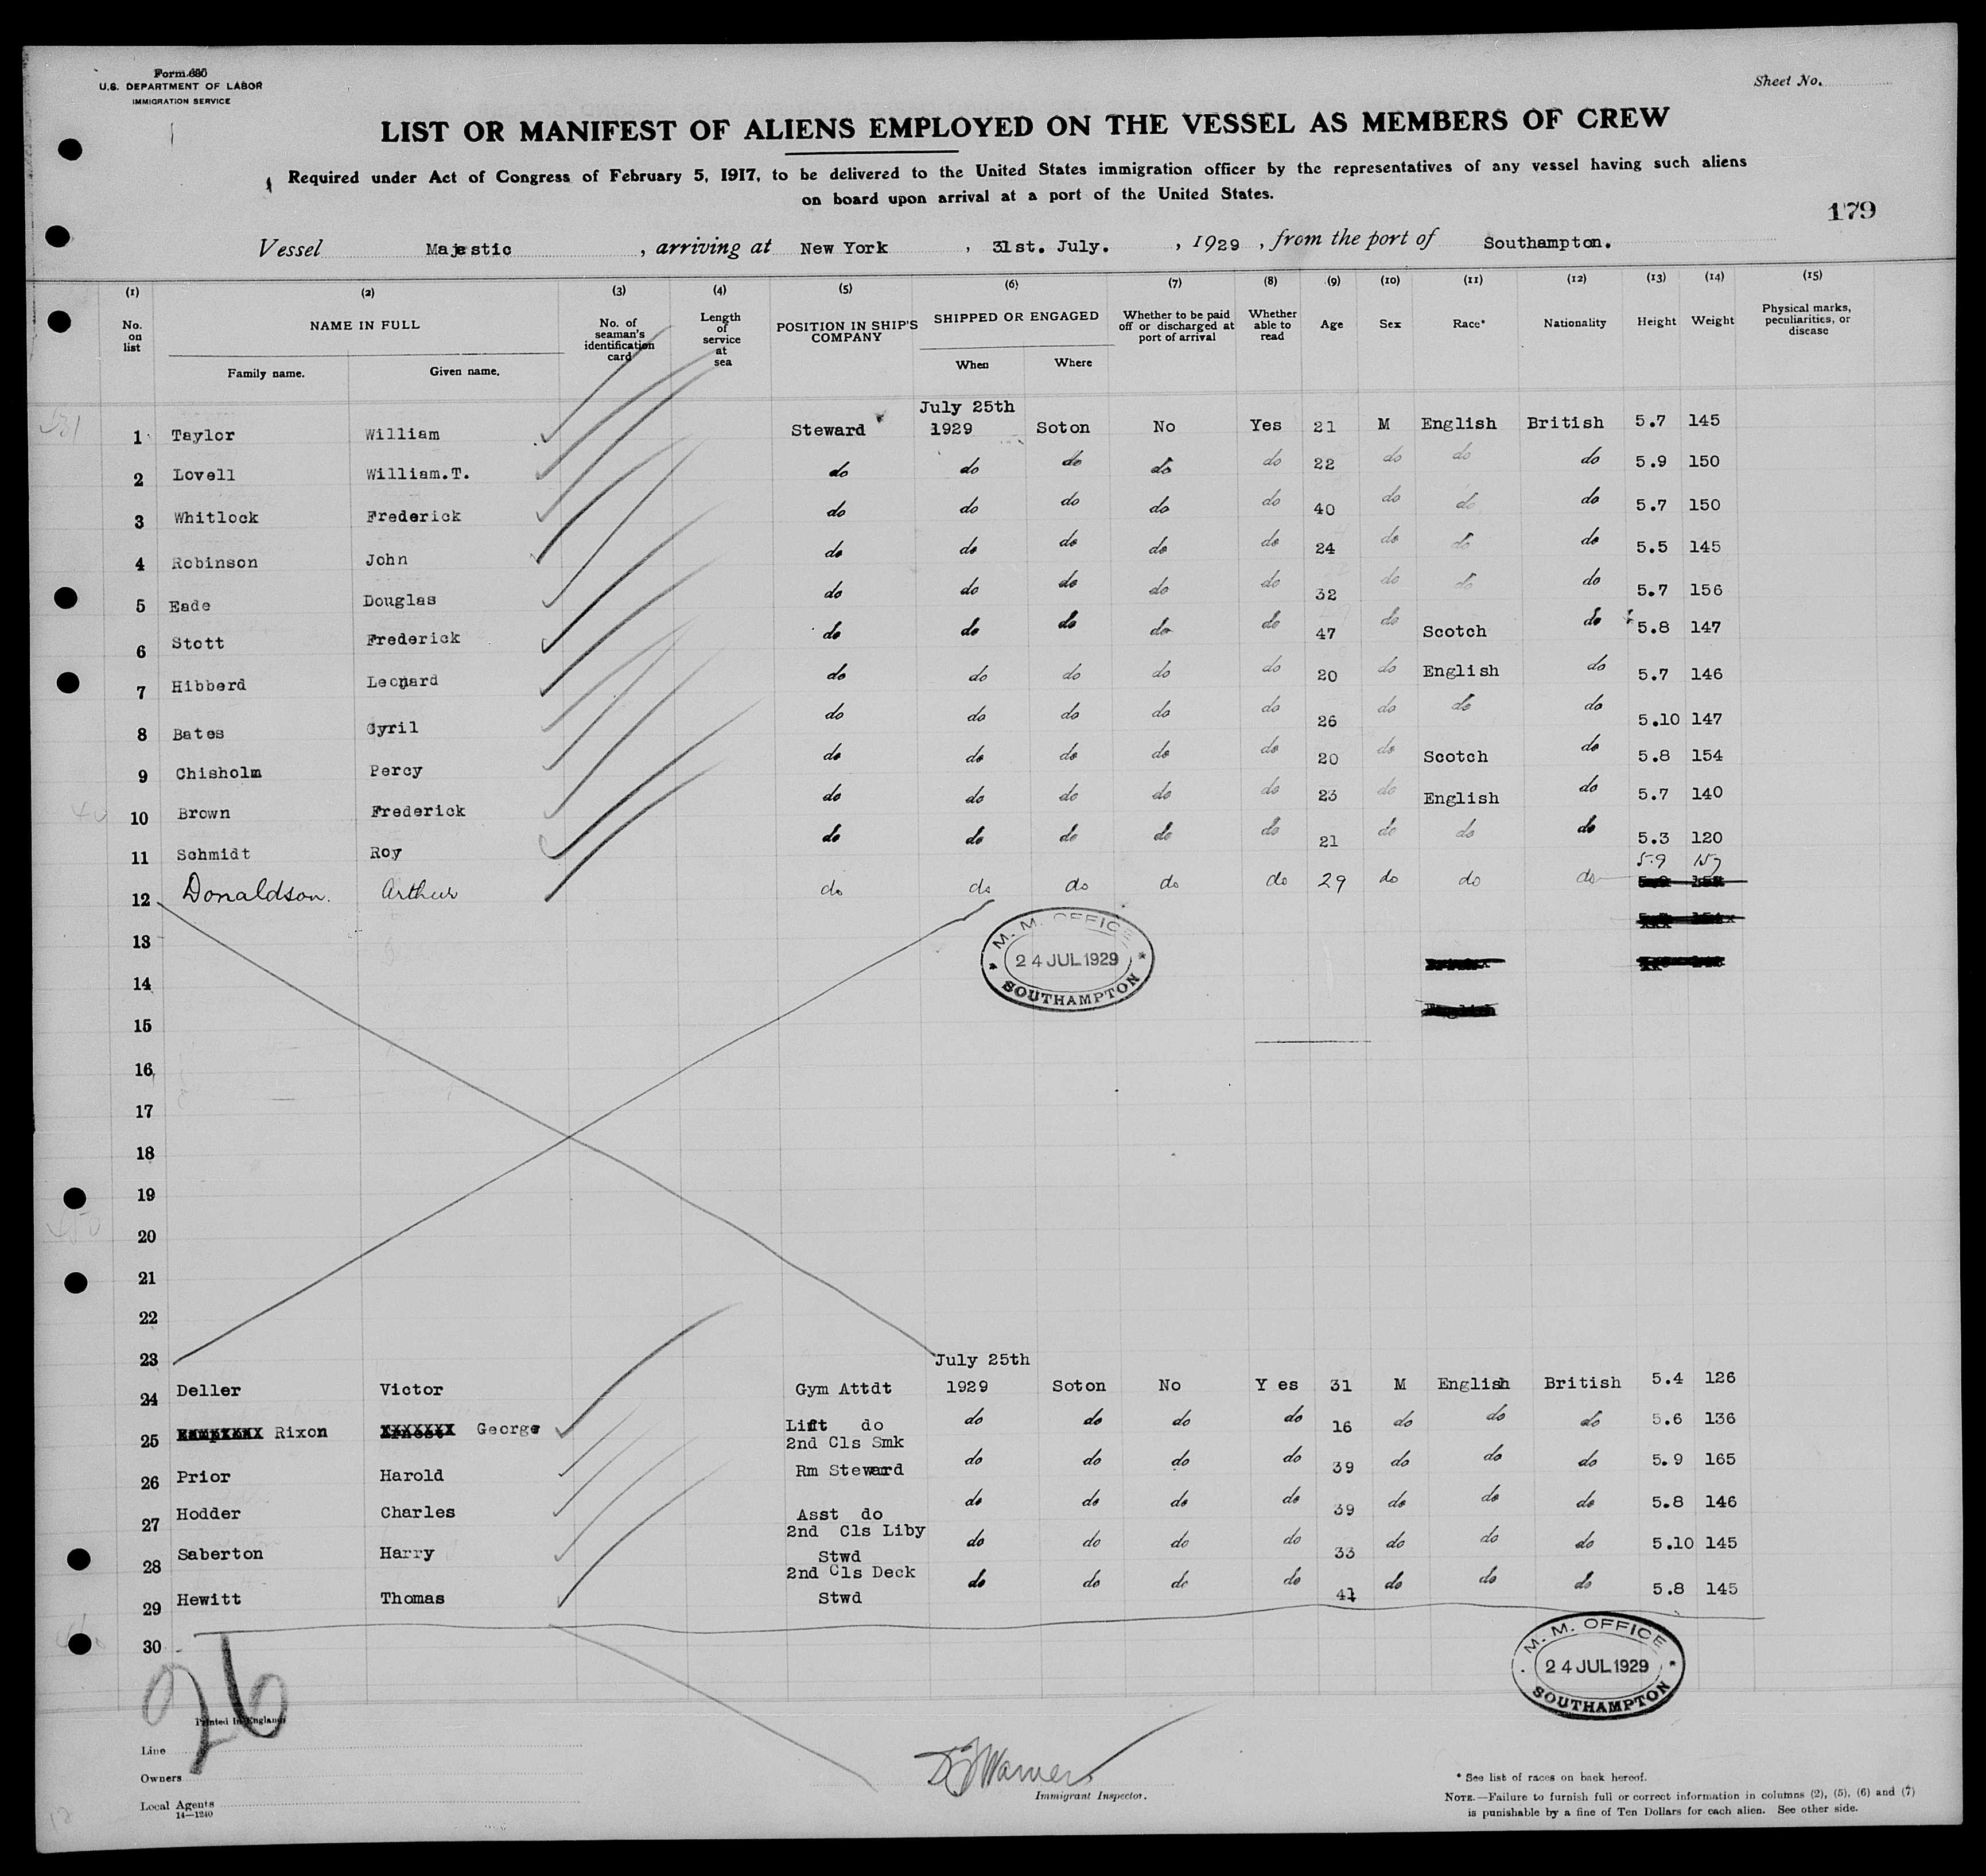 Form 680
U.S. DEPARTMENT OF LABOR
IMMIGRATION SERVICE
Sheet No.
LIST OR MANIFEST OF ALIENS EMPLOYED ON THE VESSEL AS MEMBERS OF CREW
Required under Act of Congress of February 5, 1917, to be delivered to the United States immigration officer by the representatives of any vessel having such aliens
on board upon arrival at a port of the United States.
179
Vessel Majestic , arriving at New York , 31st. July. , 1929 , from the port of Southampton.
(1) (2) (3) (4) (5) (6) (7) (8) (9) (10) (11) (12) (13) (14) (15)
No. on list NAME IN FULL Family name. Given name. No. of seaman's identification card Length of service at sea POSITION IN SHIP'S COMPANY SHIPPED OR ENGAGED When Where Whether to be paid off or discharged at port of arrival Whether able to read Age Sex Race* Nationality Height Weight Physical marks, peculiarities, or disease
July 25th
1 Taylor William Steward 1929 Soton No Yes 21 M English British 5.7 145
2 Lovell William.T. do do do do do 22 do do do 5.9 150
3 Whitlock Frederick do do do do do 40 do do do 5.7 150
4 Robinson John do do do do do 24 do do do 5.5 145
5 Eade Douglas do do do do do 32 do do do 5.7 156
6 Stott Frederick do do do do do 47 do Scotch do 5.8 147
7 Hibberd Leonard do do do do do 20 do English do 5.7 146
8 Bates Cyril do do do do do 26 do do do 5.10 147
9 Chisholm Percy do do do do do 20 do Scotch do 5.8 154
10 Brown Frederick do do do do do 23 do English do 5.7 140
11 Schmidt Roy do do do do do 21 do do do 5.3 120
12 Donaldson. Arthur do do do do do 29 do do do 5.9 157
13
M. M. OFFICE
24 JUL 1929
SOUTHAMPTON
14
15
16
17
18
19
20
21
22
23
July 25th
24 Deller Victor Gym Attdt 1929 Soton No Y es 31 M English British 5.4 126
25 Rixon George Lift do do do do do 16 do do do 5.6 136
2nd Cls Smk
26 Prior Harold Rm Steward do do do do 39 do do do 5.9 165
27 Hodder Charles Asst do do do do do 39 do do do 5.8 146
2nd Cls Liby
28 Saberton Harry Stwd do do do do 33 do do do 5.10 145
2nd Cls Deck
29 Hewitt Thomas Stwd do do do do 41 do do do 5.8 145
30
M. M. OFFICE
24 JUL 1929
SOUTHAMPTON
26
Printed in England
Line
Owners
Local Agents
14—1240
Immigrant Inspector.
* See list of races on back hereof.
NOTE.—Failure to furnish full or correct information in columns (2), (5), (6) and (7)
is punishable by a fine of Ten Dollars for each alien. See other side.